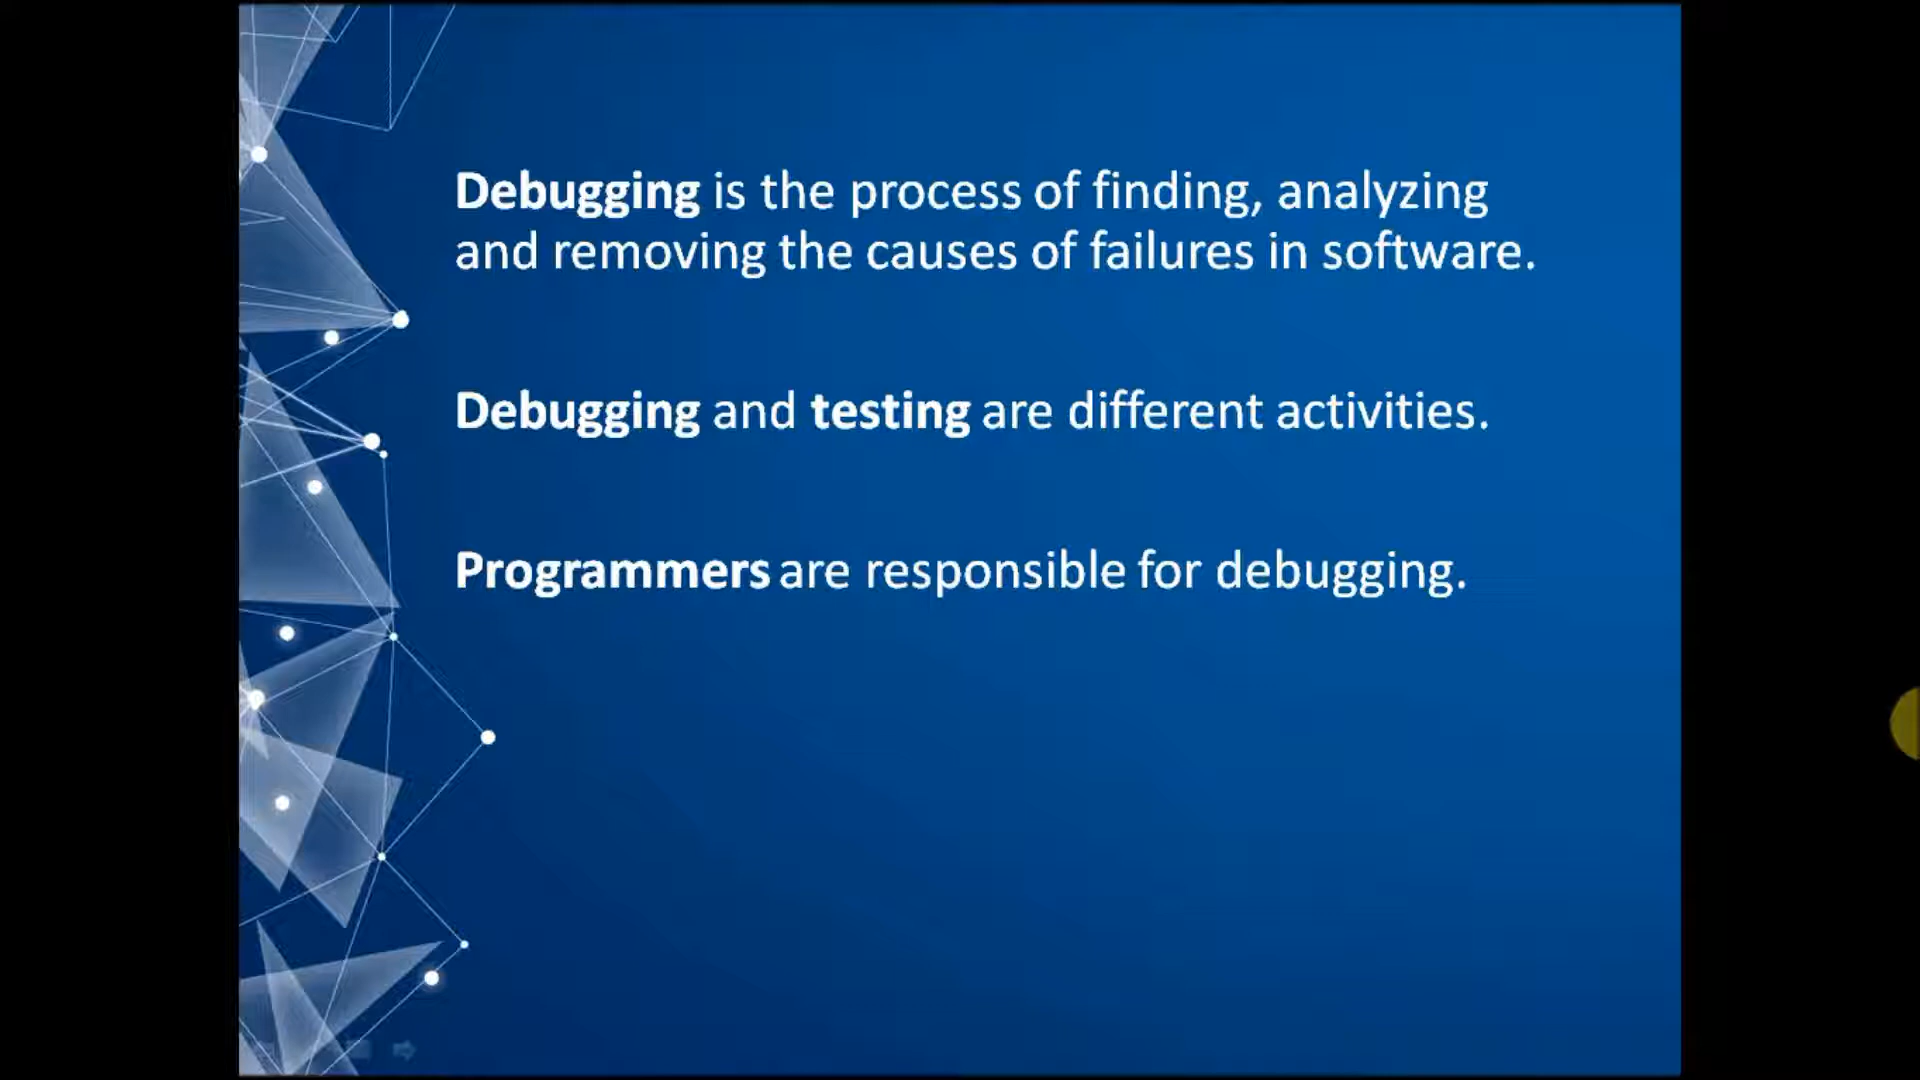 Debugging is the process of finding, analyzing
and removing the causes of failures in software.
Debugging and testing are different activities.
Programmers are responsible for debugging.